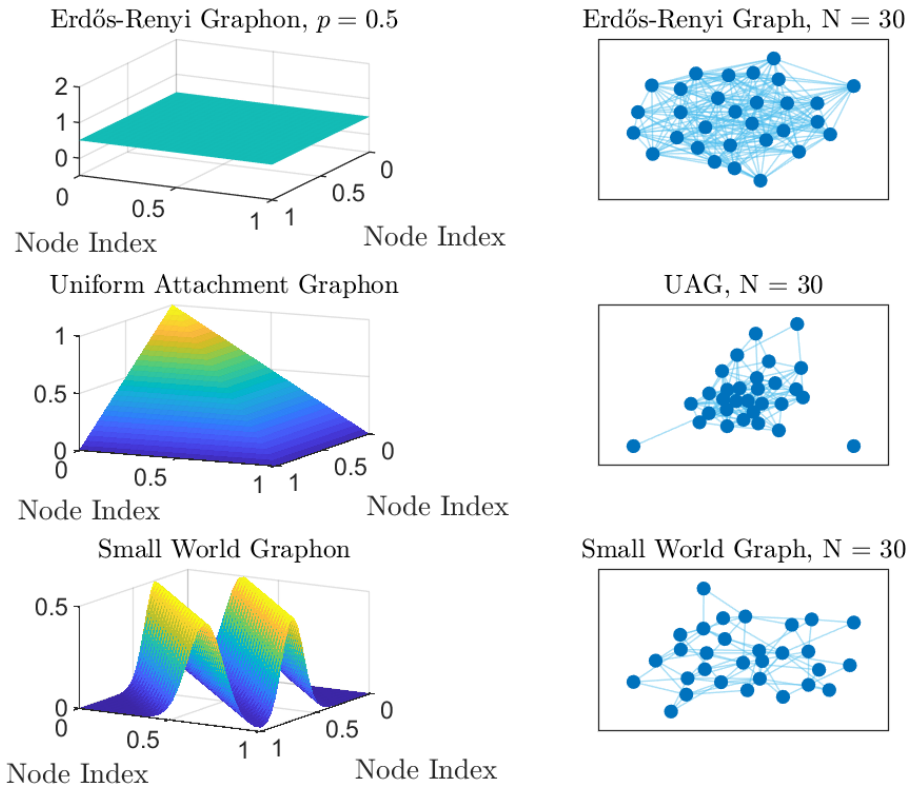 Erdős-Renyi Graphon, p = 0.5
2
1
0
0
0.5
1
1
0.5
0
Node Index
Node Index
Erdős-Renyi Graph, N = 30
Uniform Attachment Graphon
1
0.5
0
0
0.5
1
1
0.5
0
Node Index
Node Index
UAG, N = 30
Small World Graphon
0.5
0
0
0.5
1
1
0.5
0
Node Index
Node Index
Small World Graph, N = 30